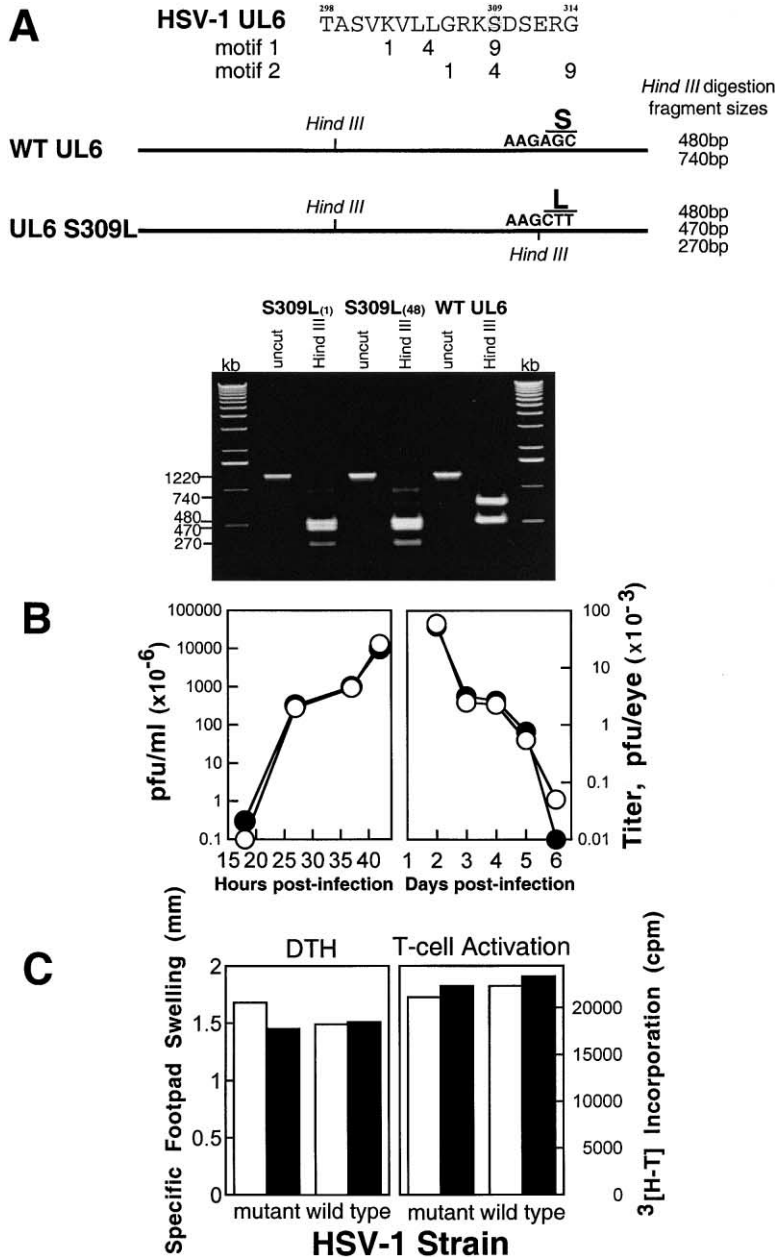 A
HSV-1 UL6
298 309 314
TASVKVLLGRKSDSERG
motif 1 1 4 9
motif 2 1 4 9
Hind III digestion
fragment sizes
WT UL6
Hind III
S
AAGAGC
480bp
740bp
UL6 S309L
Hind III
L
AAGCTT
Hind III
480bp
470bp
270bp
S309L(1) S309L(48) WT UL6
kb uncut Hind III uncut Hind III uncut Hind III kb
1220
740
480
470
270
B
pfu/ml (x10-6)
100000
10000
1000
100
10
1
0.1
15 20 25 30 35 40
Hours post-infection
1 2 3 4 5 6
Days post-infection
100
10
1
0.1
0.01
Titer, pfu/eye (x10-3)
C
DTH T-cell Activation
Specific Footpad Swelling (mm)
2
1.5
1
0.5
0
20000
15000
10000
5000
0
3[H-T] Incorporation (cpm)
mutant wild type mutant wild type
HSV-1 Strain